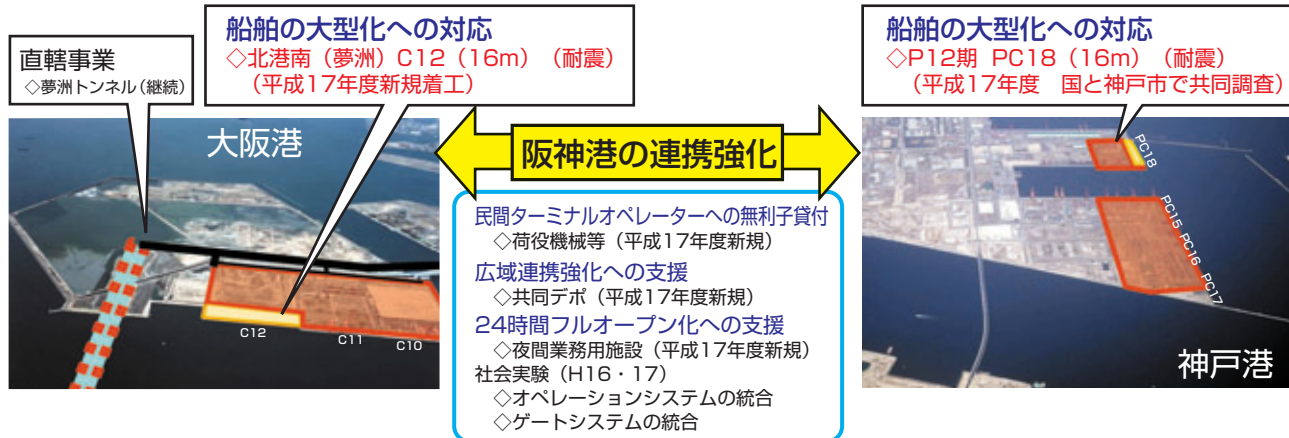 直轄事業
◇夢洲トンネル（継続）
船舶の大型化への対応
◇北港南（夢洲）C12（16m）（耐震）
（平成17年度新規着工）
大阪港
C12
C11
C10
阪神港の連携強化
民間ターミナルオペレーターへの無利子貸付
◇荷役機械等（平成17年度新規）
広域連携強化への支援
◇共同デポ（平成17年度新規）
24時間フルオープン化への支援
◇夜間業務用施設（平成17年度新規）
社会実験（H16・17）
◇オペレーションシステムの統合
◇ゲートシステムの統合
船舶の大型化への対応
◇P12期 PC18（16m）（耐震）
（平成17年度　国と神戸市で共同調査）
PC18
PC15
PC16
PC17
神戸港